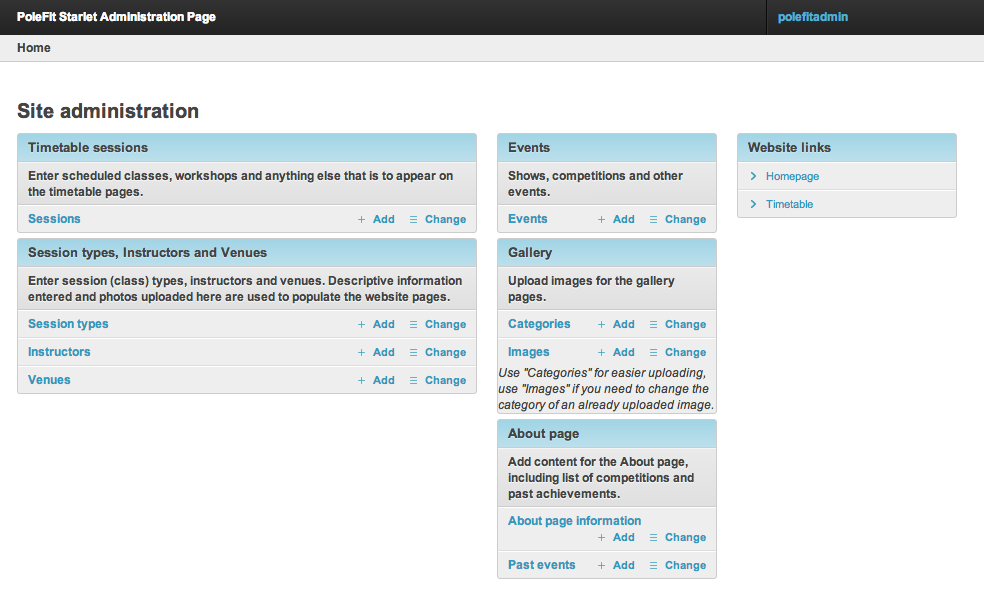 PoleFit Starlet Administration Page
polefitadmin
Home
Site administration
Timetable sessions
Enter scheduled classes, workshops and anything else that is to appear on
the timetable pages.
Sessions Add Change
Session types, Instructors and Venues
Enter session (class) types, instructors and venues. Descriptive information
entered and photos uploaded here are used to populate the website pages.
Session types Add Change
Instructors Add Change
Venues Add Change
Events
Shows, competitions and other
events.
Events Add Change
Gallery
Upload images for the gallery
pages.
Categories Add Change
Images Add Change
Use "Categories" for easier uploading,
use "Images" if you need to change the
category of an already uploaded image.
About page
Add content for the About page,
including list of competitions and
past achievements.
About page information
Add Change
Past events Add Change
Website links
Homepage
Timetable